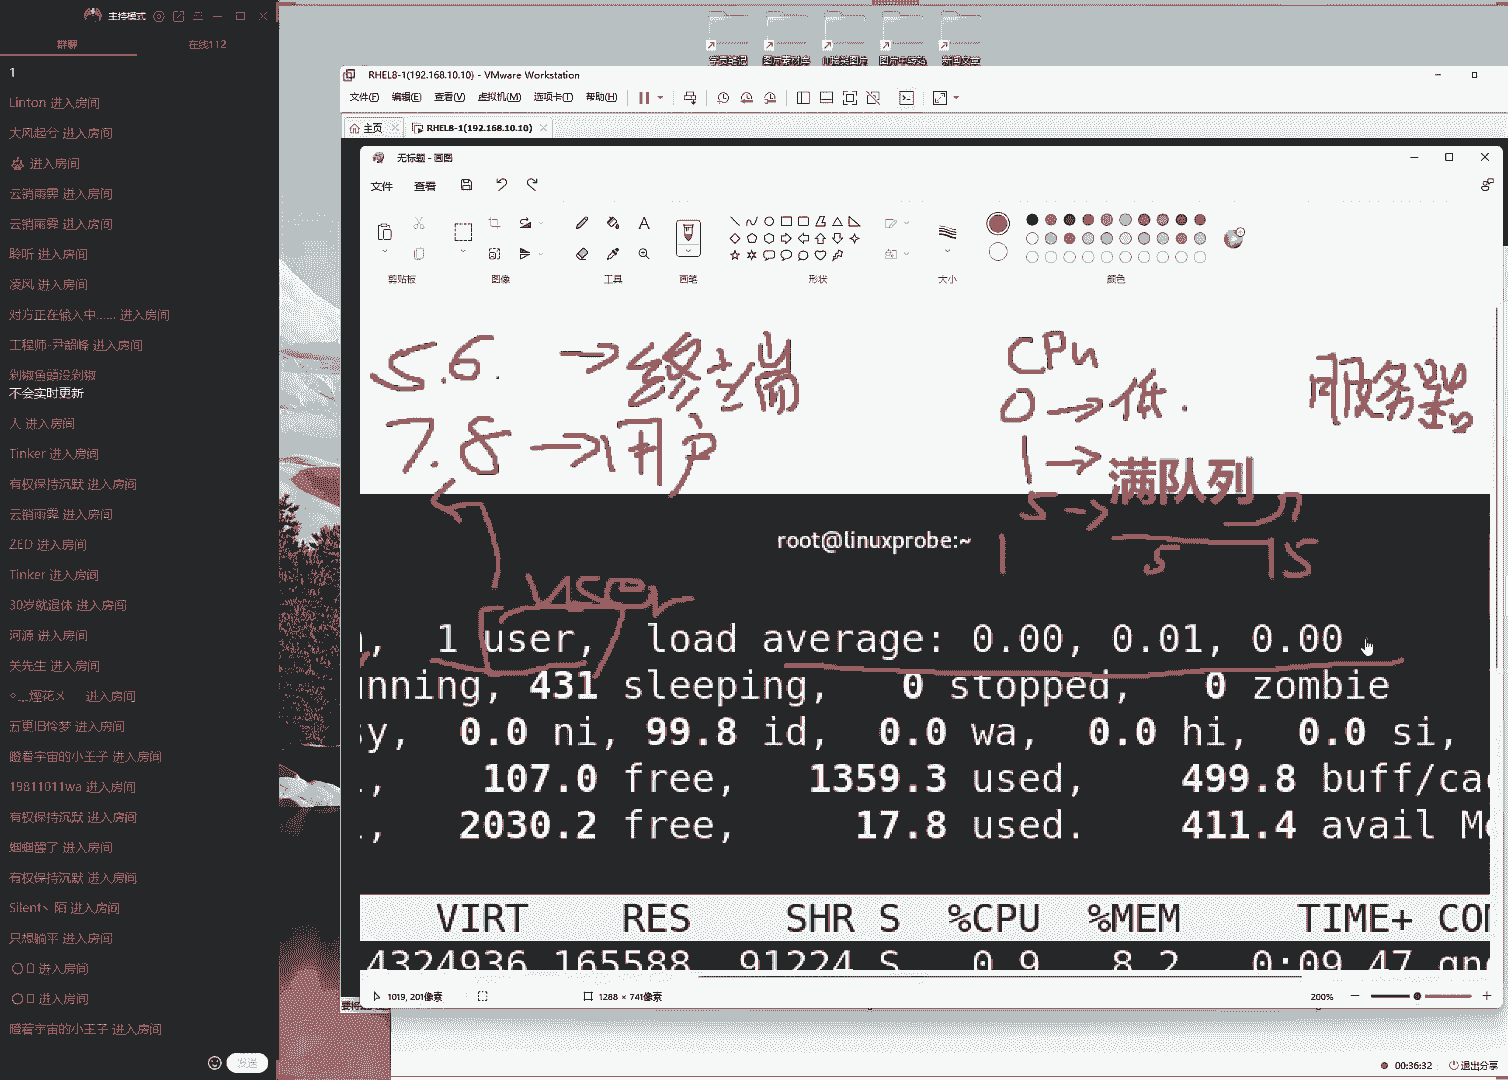 主持模式
群聊 在线112
1
Linton 进入房间
大风起兮 进入房间
进入房间
云销雨霁 进入房间
云销雨霁 进入房间
聆听 进入房间
凌风 进入房间
对方正在输入中...... 进入房间
工程师-尹韶峰 进入房间
剁椒鱼头没剁椒
不会实时更新
人 进入房间
Tinker 进入房间
有权保持沉默 进入房间
云销雨霁 进入房间
ZED 进入房间
Tinker 进入房间
30岁就退休 进入房间
河源 进入房间
关先生 进入房间
进入房间
五更旧怜梦 进入房间
瞪着宇宙的小王子 进入房间
19811011wa 进入房间
有权保持沉默 进入房间
蝈蝈醉了 进入房间
有权保持沉默 进入房间
Silent丶陌 进入房间
只想躺平 进入房间
进入房间
进入房间
瞪着宇宙的小王子 进入房间
发送
学员笔记
RHEL8-1(192.168.10.10) - VMware Workstation
文件(F) 编辑(E) 查看(V) 虚拟机(M) 选项卡(T) 帮助(H)
主页 RHEL8-1(192.168.10.10)
无标题 - 画图
文件 查看
剪贴板 图像 工具 画笔 形状 大小 颜色
5.6. → 终端 CPu 服务器
7.8 → 用户 0 → 低.
1 → 满队列
5 →
root@linuxprobe:~
1 5 15
user
1 user, load average: 0.00, 0.01, 0.00
unning, 431 sleeping, 0 stopped, 0 zombie
sy, 0.0 ni, 99.8 id, 0.0 wa, 0.0 hi, 0.0 si,
107.0 free, 1359.3 used, 499.8 buff/ca
2030.2 free, 17.8 used. 411.4 avail M
VIRT RES SHR S %CPU %MEM TIME+ CO
4324936 165588 91224 S 0.9 8.2 0:09.47 gn
1019, 201像素 1288 × 741像素 200%
00:36:32 退出分享